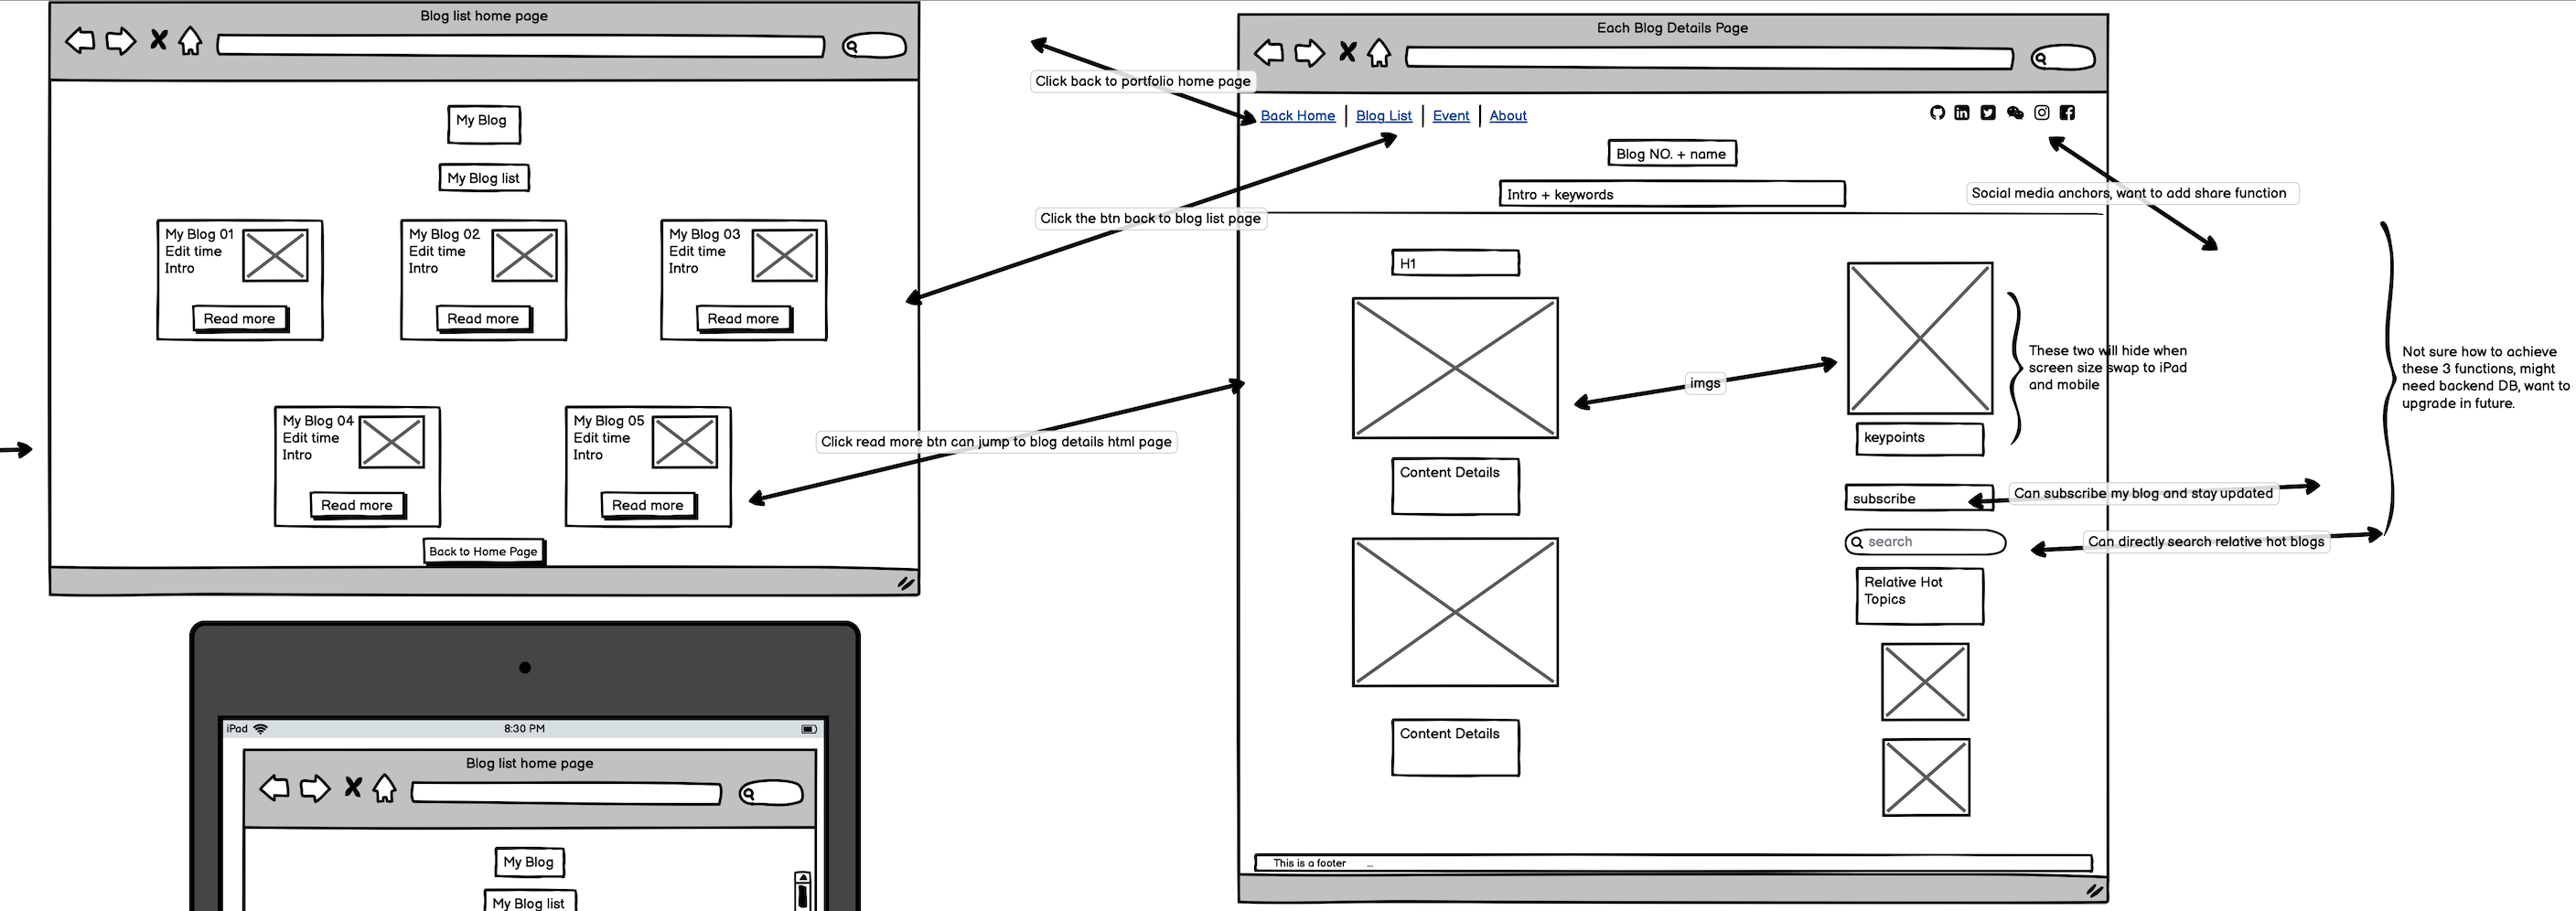 Blog list home page
My Blog
My Blog list
My Blog 01
Edit time
Intro
Read more
My Blog 02
Edit time
Intro
Read more
My Blog 03
Edit time
Intro
Read more
My Blog 04
Edit time
Intro
Read more
My Blog 05
Edit time
Intro
Read more
Back to Home Page
Click back to portfolio home page
Click the btn back to blog list page
Click read more btn can jump to blog details html page
Each Blog Details Page
Back Home | Blog List | Event | About
Blog NO. + name
Intro + keywords
Social media anchors, want to add share function
H1
imgs
Content Details
Content Details
These two will hide when
screen size swap to iPad
and mobile
keypoints
subscribe
Can subscribe my blog and stay updated
search
Can directly search relative hot blogs
Relative Hot
Topics
Not sure how to achieve
these 3 functions, might
need backend DB, want to
upgrade in future.
This is a footer ...
iPad
8:30 PM
Blog list home page
My Blog
My Blog list